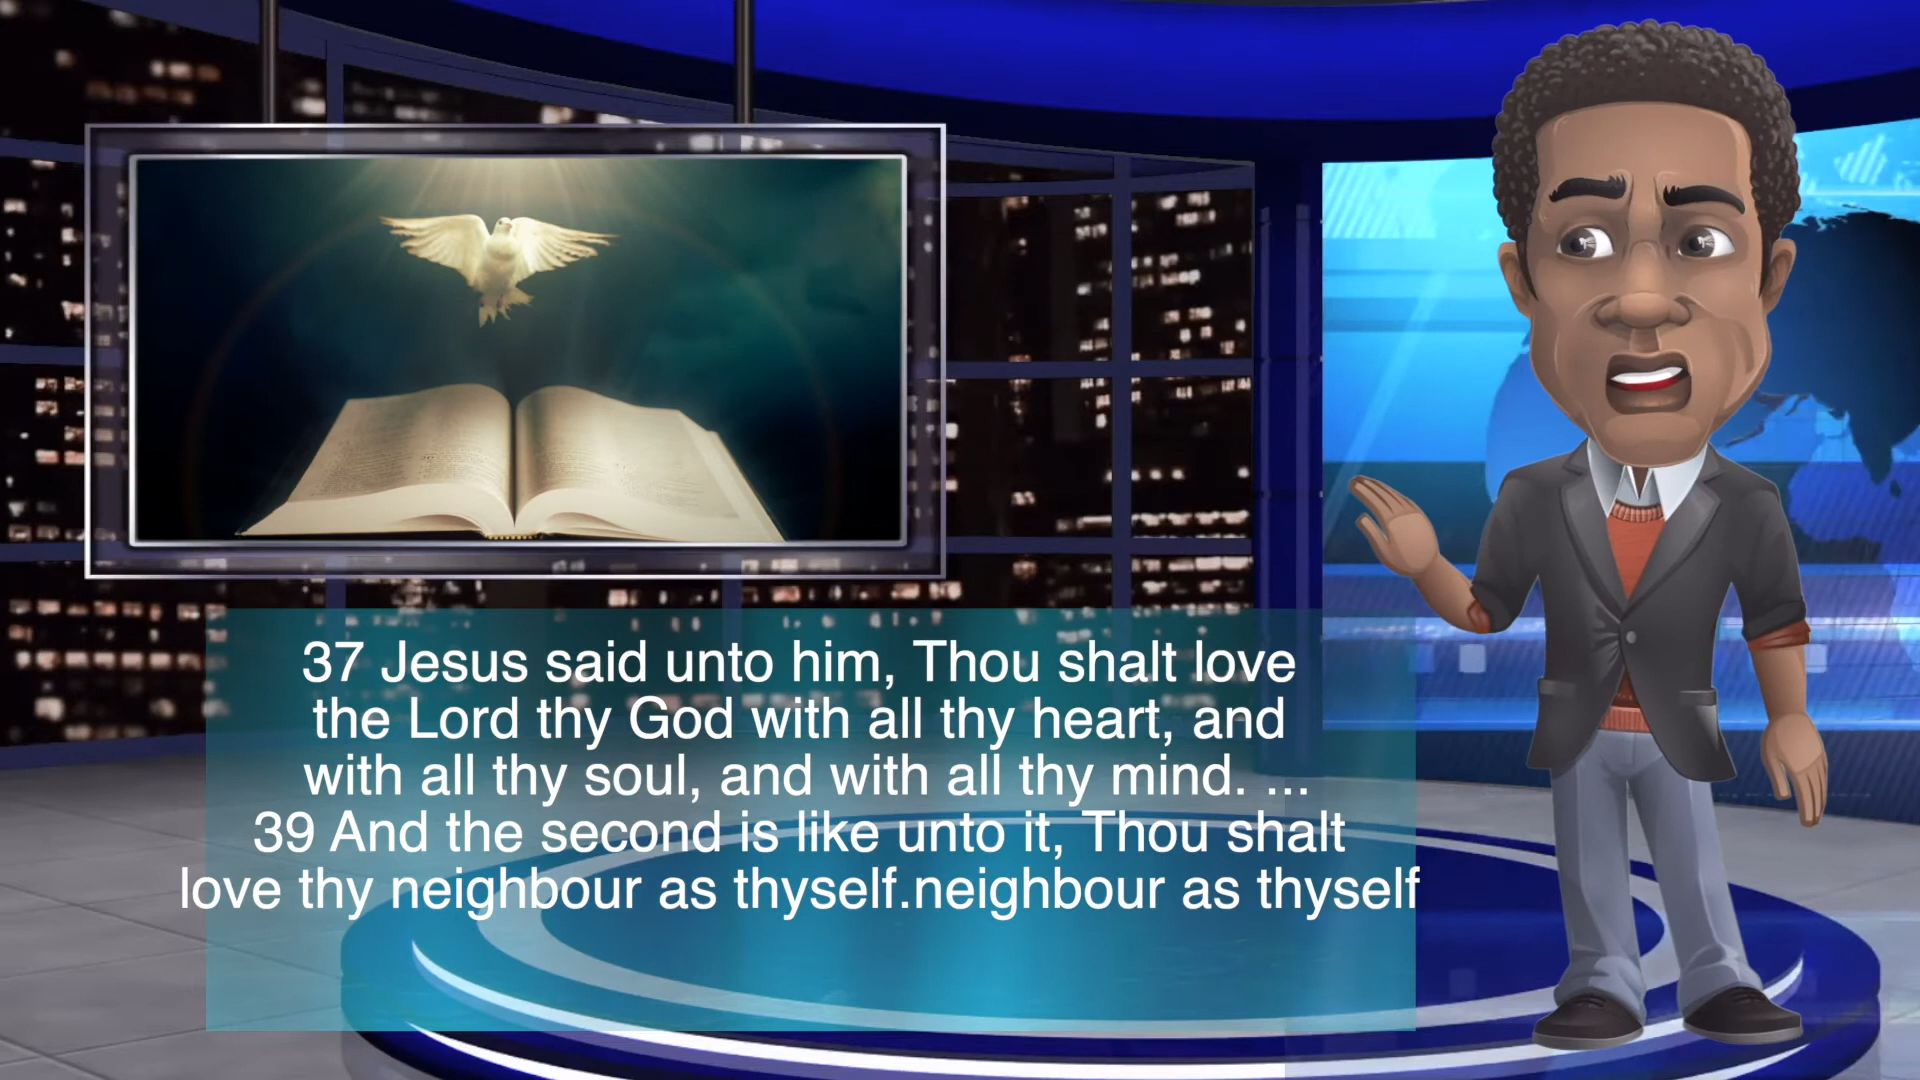 37 Jesus said unto him, Thou shalt love
the Lord thy God with all thy heart, and
with all thy soul, and with all thy mind. ...
39 And the second is like unto it, Thou shalt
love thy neighbour as thyself.neighbour as thyself